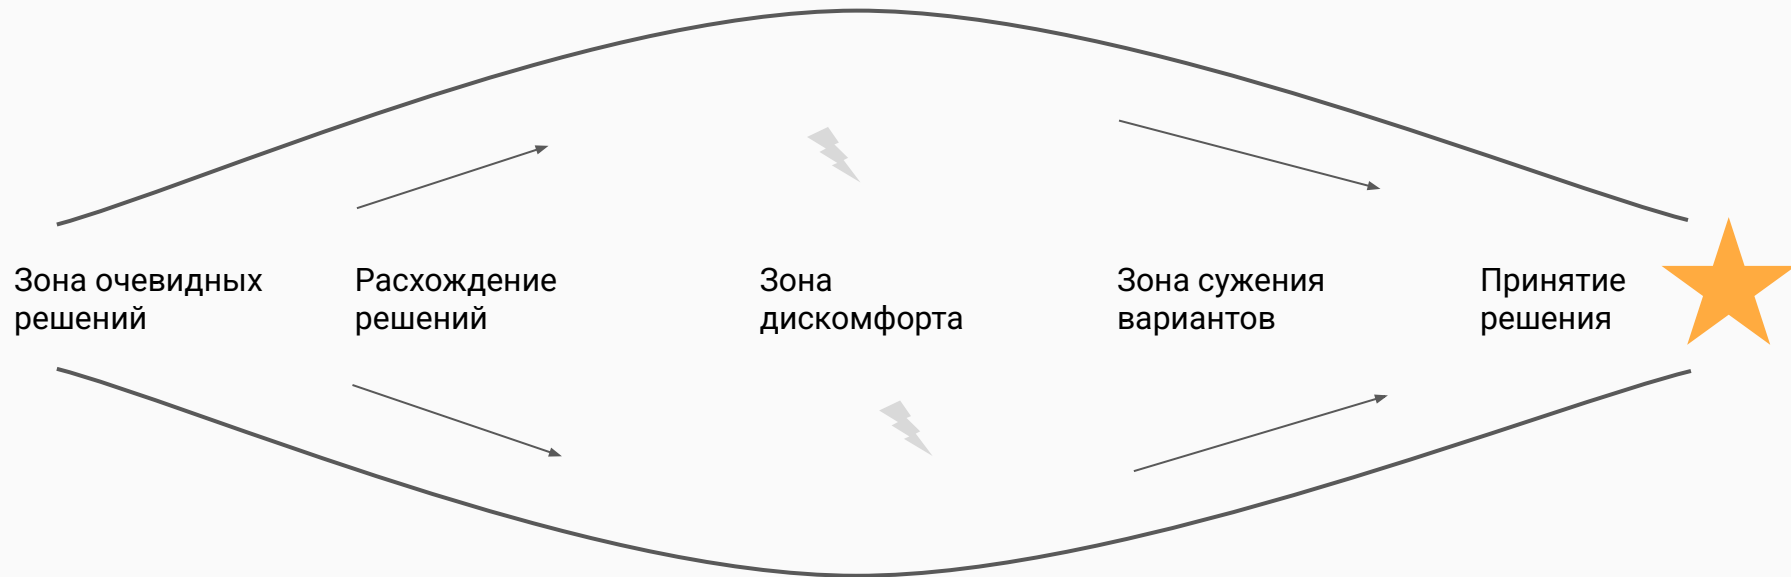 Зона очевидных
решений
Расхождение
решений
Зона
дискомфорта
Зона сужения
вариантов
Принятие
решения